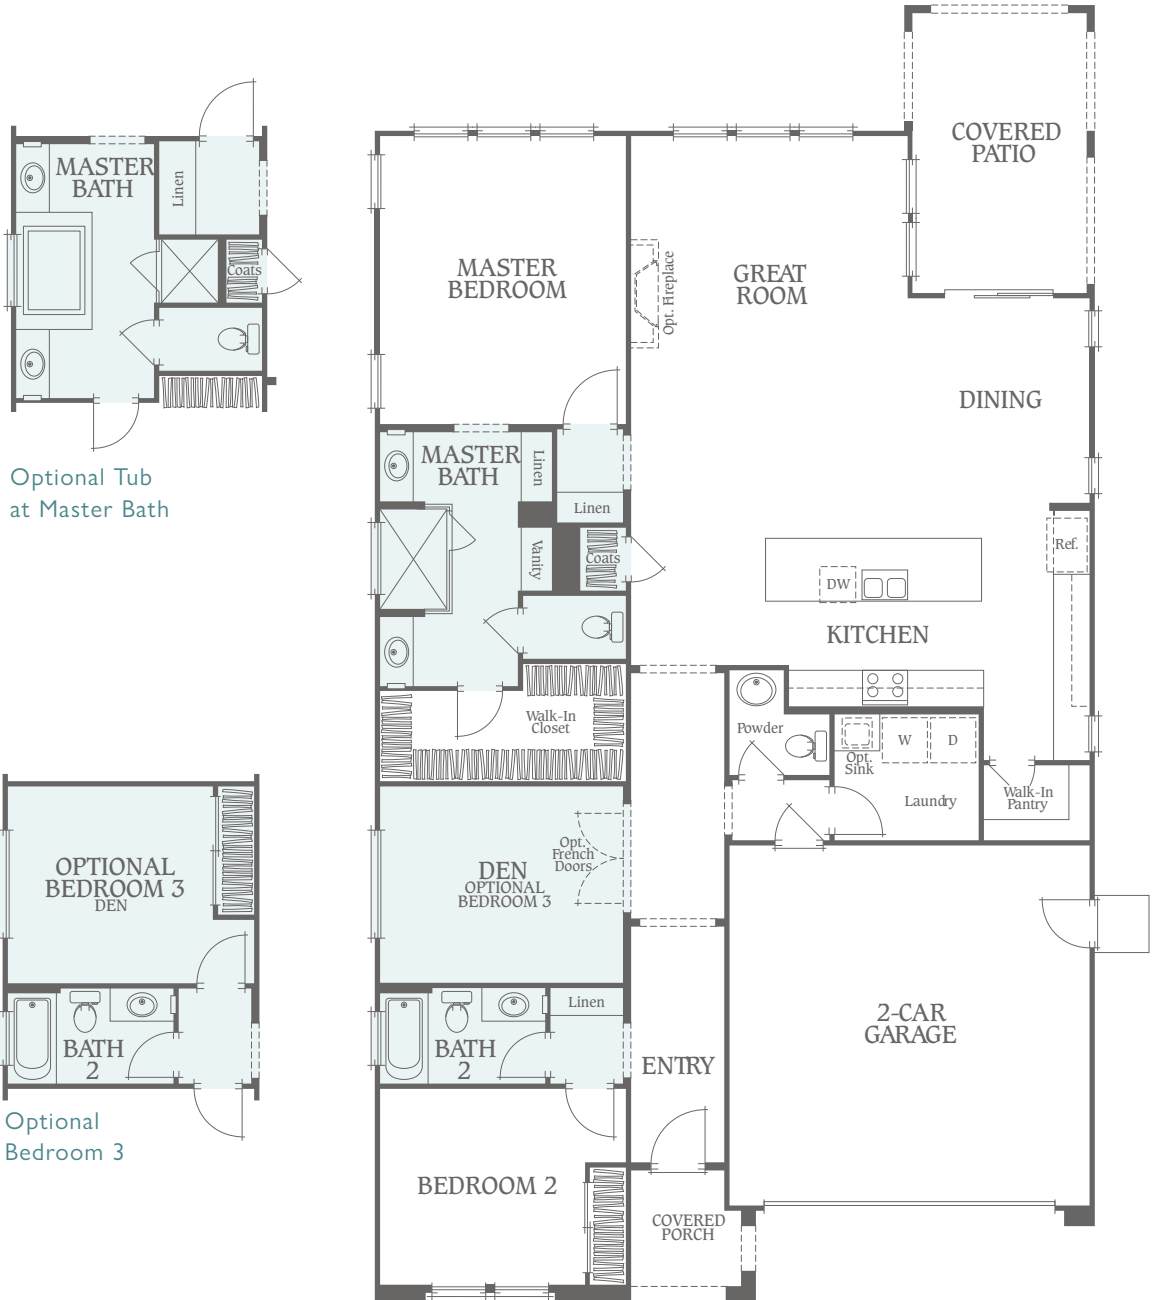 COVERED
PATIO
MASTER
BATH
Linen
Coats
Optional Tub
at Master Bath
MASTER
BEDROOM
Opt. Fireplace
GREAT
ROOM
DINING
MASTER
BATH
Linen
Linen
Vanity
Coats
Ref.
DW
KITCHEN
Walk-In
Closet
Powder
Opt.
Sink
W
D
Laundry
Walk-In
Pantry
OPTIONAL
BEDROOM 3
DEN
BATH
2
Optional
Bedroom 3
DEN
OPTIONAL
BEDROOM 3
Opt.
French
Doors
Linen
BATH
2
ENTRY
2-CAR
GARAGE
BEDROOM 2
COVERED
PORCH